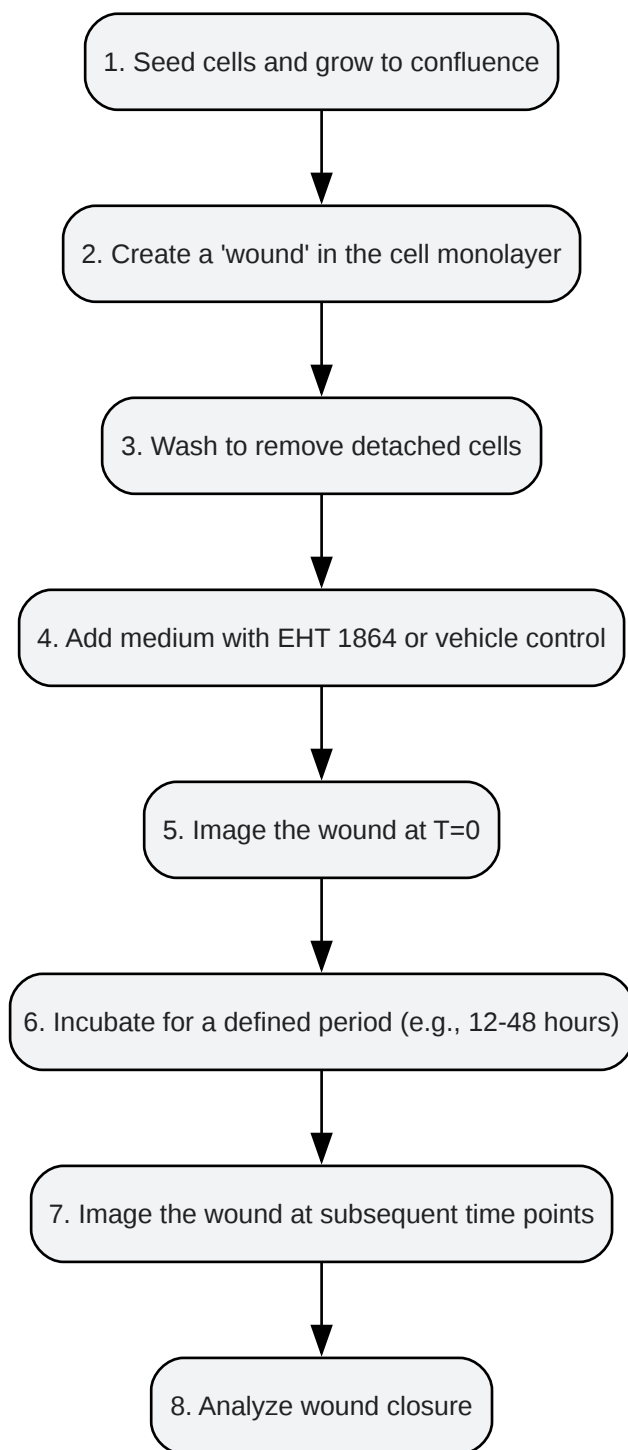 1. Seed cells and grow to confluence
2. Create a 'wound' in the cell monolayer
3. Wash to remove detached cells
4. Add medium with EHT 1864 or vehicle control
5. Image the wound at T=0
6. Incubate for a defined period (e.g., 12-48 hours)
7. Image the wound at subsequent time points
8. Analyze wound closure